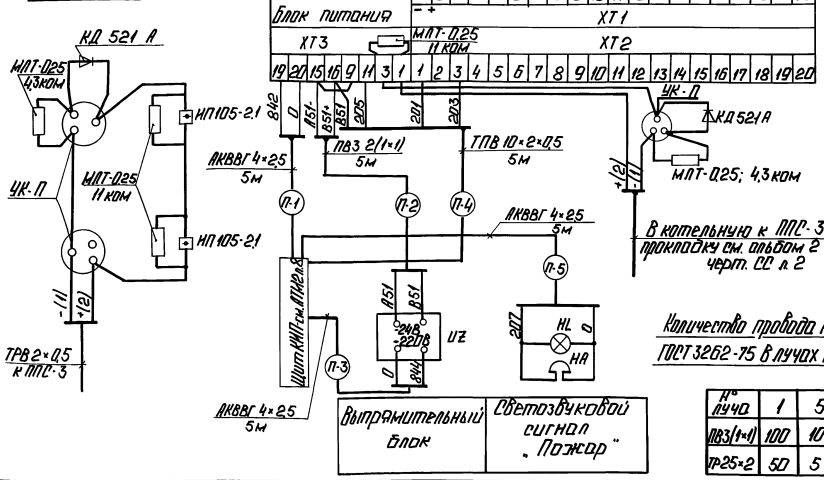 Блок питания
- +
ХТ1
ХТ3
МЛТ-0,25
11 ком
ХТ2
19 20 15 16 9 11 3 1 1 2 3 4 5 6 7 8 9 10 11 12 13 14 15 16 17 18 19 20
КД 521 А
МЛТ-0,25
4,3 ком
ИП105-2.1
УК-П
МЛТ-0,25
11 ком
ИП105-2.1
-(1)
+(2)
ТРВ 2×0,5
к ППС-3
842
0
А51-
В51+
В51
205
201
203
АКВВГ 4×2,5
5м
ПВ3 2(1×1)
5м
ТПВ 10×2×0,5
5м
УК-П
КД 521А
МЛТ-0,25; 4,3 ком
+(2)
-(1)
П-1
П-2
П-4
АКВВГ 4×2,5
5м
В котельную к ППС-3
прокладку см. альбом 2
черт. СС л. 2
П-5
А51
В51
-24В
~220В
UZ
0
844
П-3
АКВВГ 4×2,5
5м
207
HL
0
НА
Количество провода
ГОСТ 3262-75 в лучах
Выпрямительный
блок
Светозвуковой
сигнал
„Пожар"
№ луча 1 5
ПВ3(1×1) 100
ТР25×2 50 5